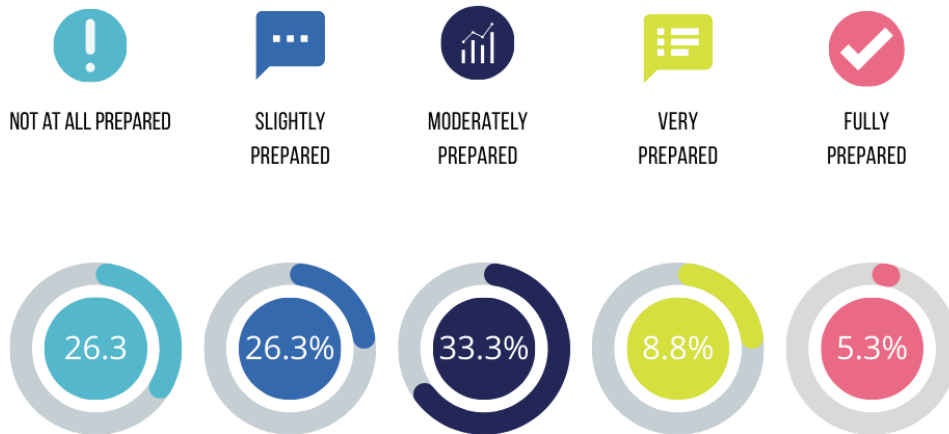 NOT AT ALL PREPARED
SLIGHTLY
PREPARED
MODERATELY
PREPARED
VERY
PREPARED
FULLY
PREPARED
26.3
26.3%
33.3%
8.8%
5.3%